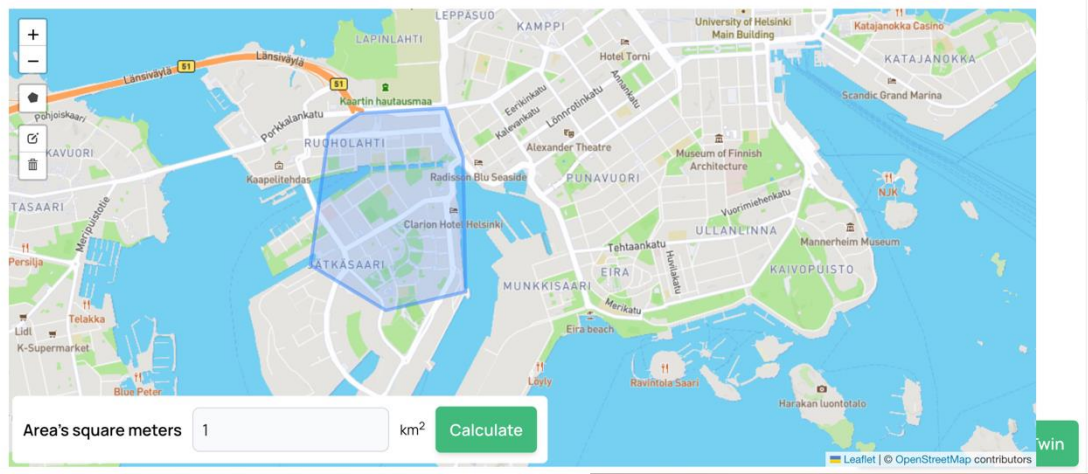 +
−
LEPPÄSUO
LAPINLAHTI
KAMPPI
University of Helsinki
Main Building
Katajanokka Casino
Hotel Torni
KATAJANOKKA
Länsiväylä
51
Länsiväylä
51
Scandic Grand Marina
Kaartin hautausmaa
Eerikinkatu
Annankatu
Kalevankatu
Lönnrotinkatu
Pohjoiskaari
Porkkalankatu
RUOHOLAHTI
Alexander Theatre
KAVUORI
Museum of Finnish
Architecture
Kaapelitehdas
Radisson Blu Seaside
PUNAVUORI
NJK
TASAARI
Meripuistotie
Vuorimiehenkatu
Clarion Hotel Helsinki
ULLANLINNA
Mannerheim Museum
Tehtaankatu
Huvilakatu
Persilja
JÄTKÄSAARI
EIRA
KAIVOPUISTO
MUNKKISAARI
Merikatu
Telakka
Lidl
Eira beach
K-Supermarket
Löyly
Ravintola Saari
Blue Peter
Harakan luontotalo
Area's square meters 1 km² Calculate
Twin
Leaflet | © OpenStreetMap contributors